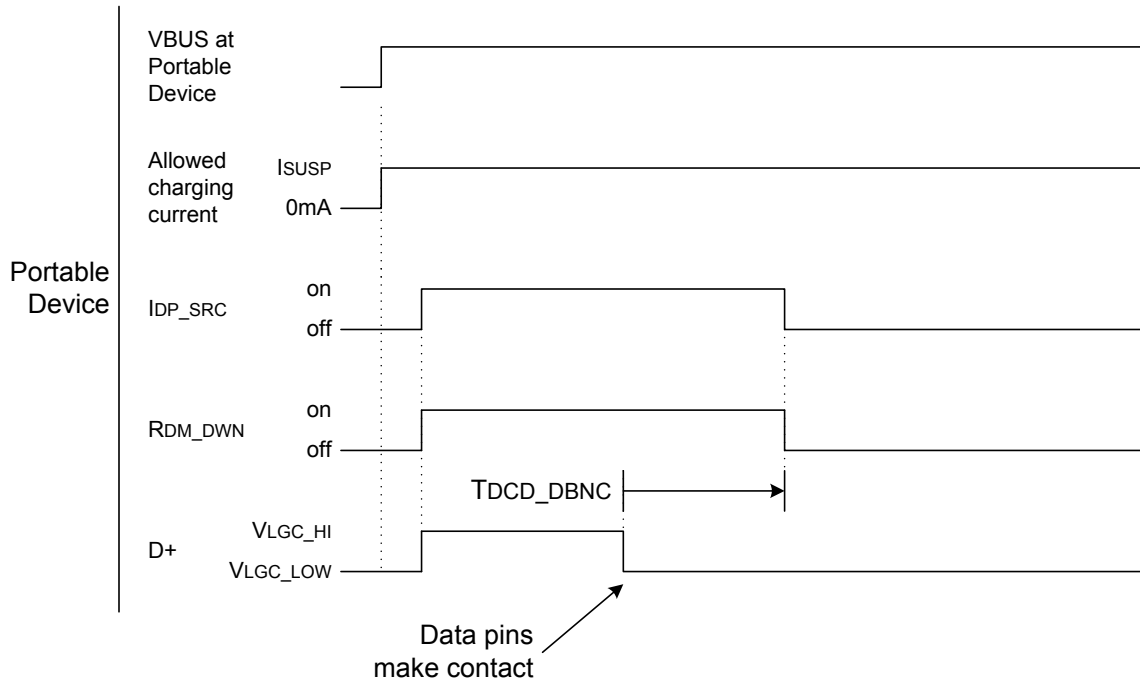 VBUS at
Portable
Device
Allowed
charging
current
ISUSP
0mA
Portable
Device
IDP_SRC
on
off
RDM_DWN
on
off
TDCD_DBNC
D+
VLGC_HI
VLGC_LOW
Data pins
make contact